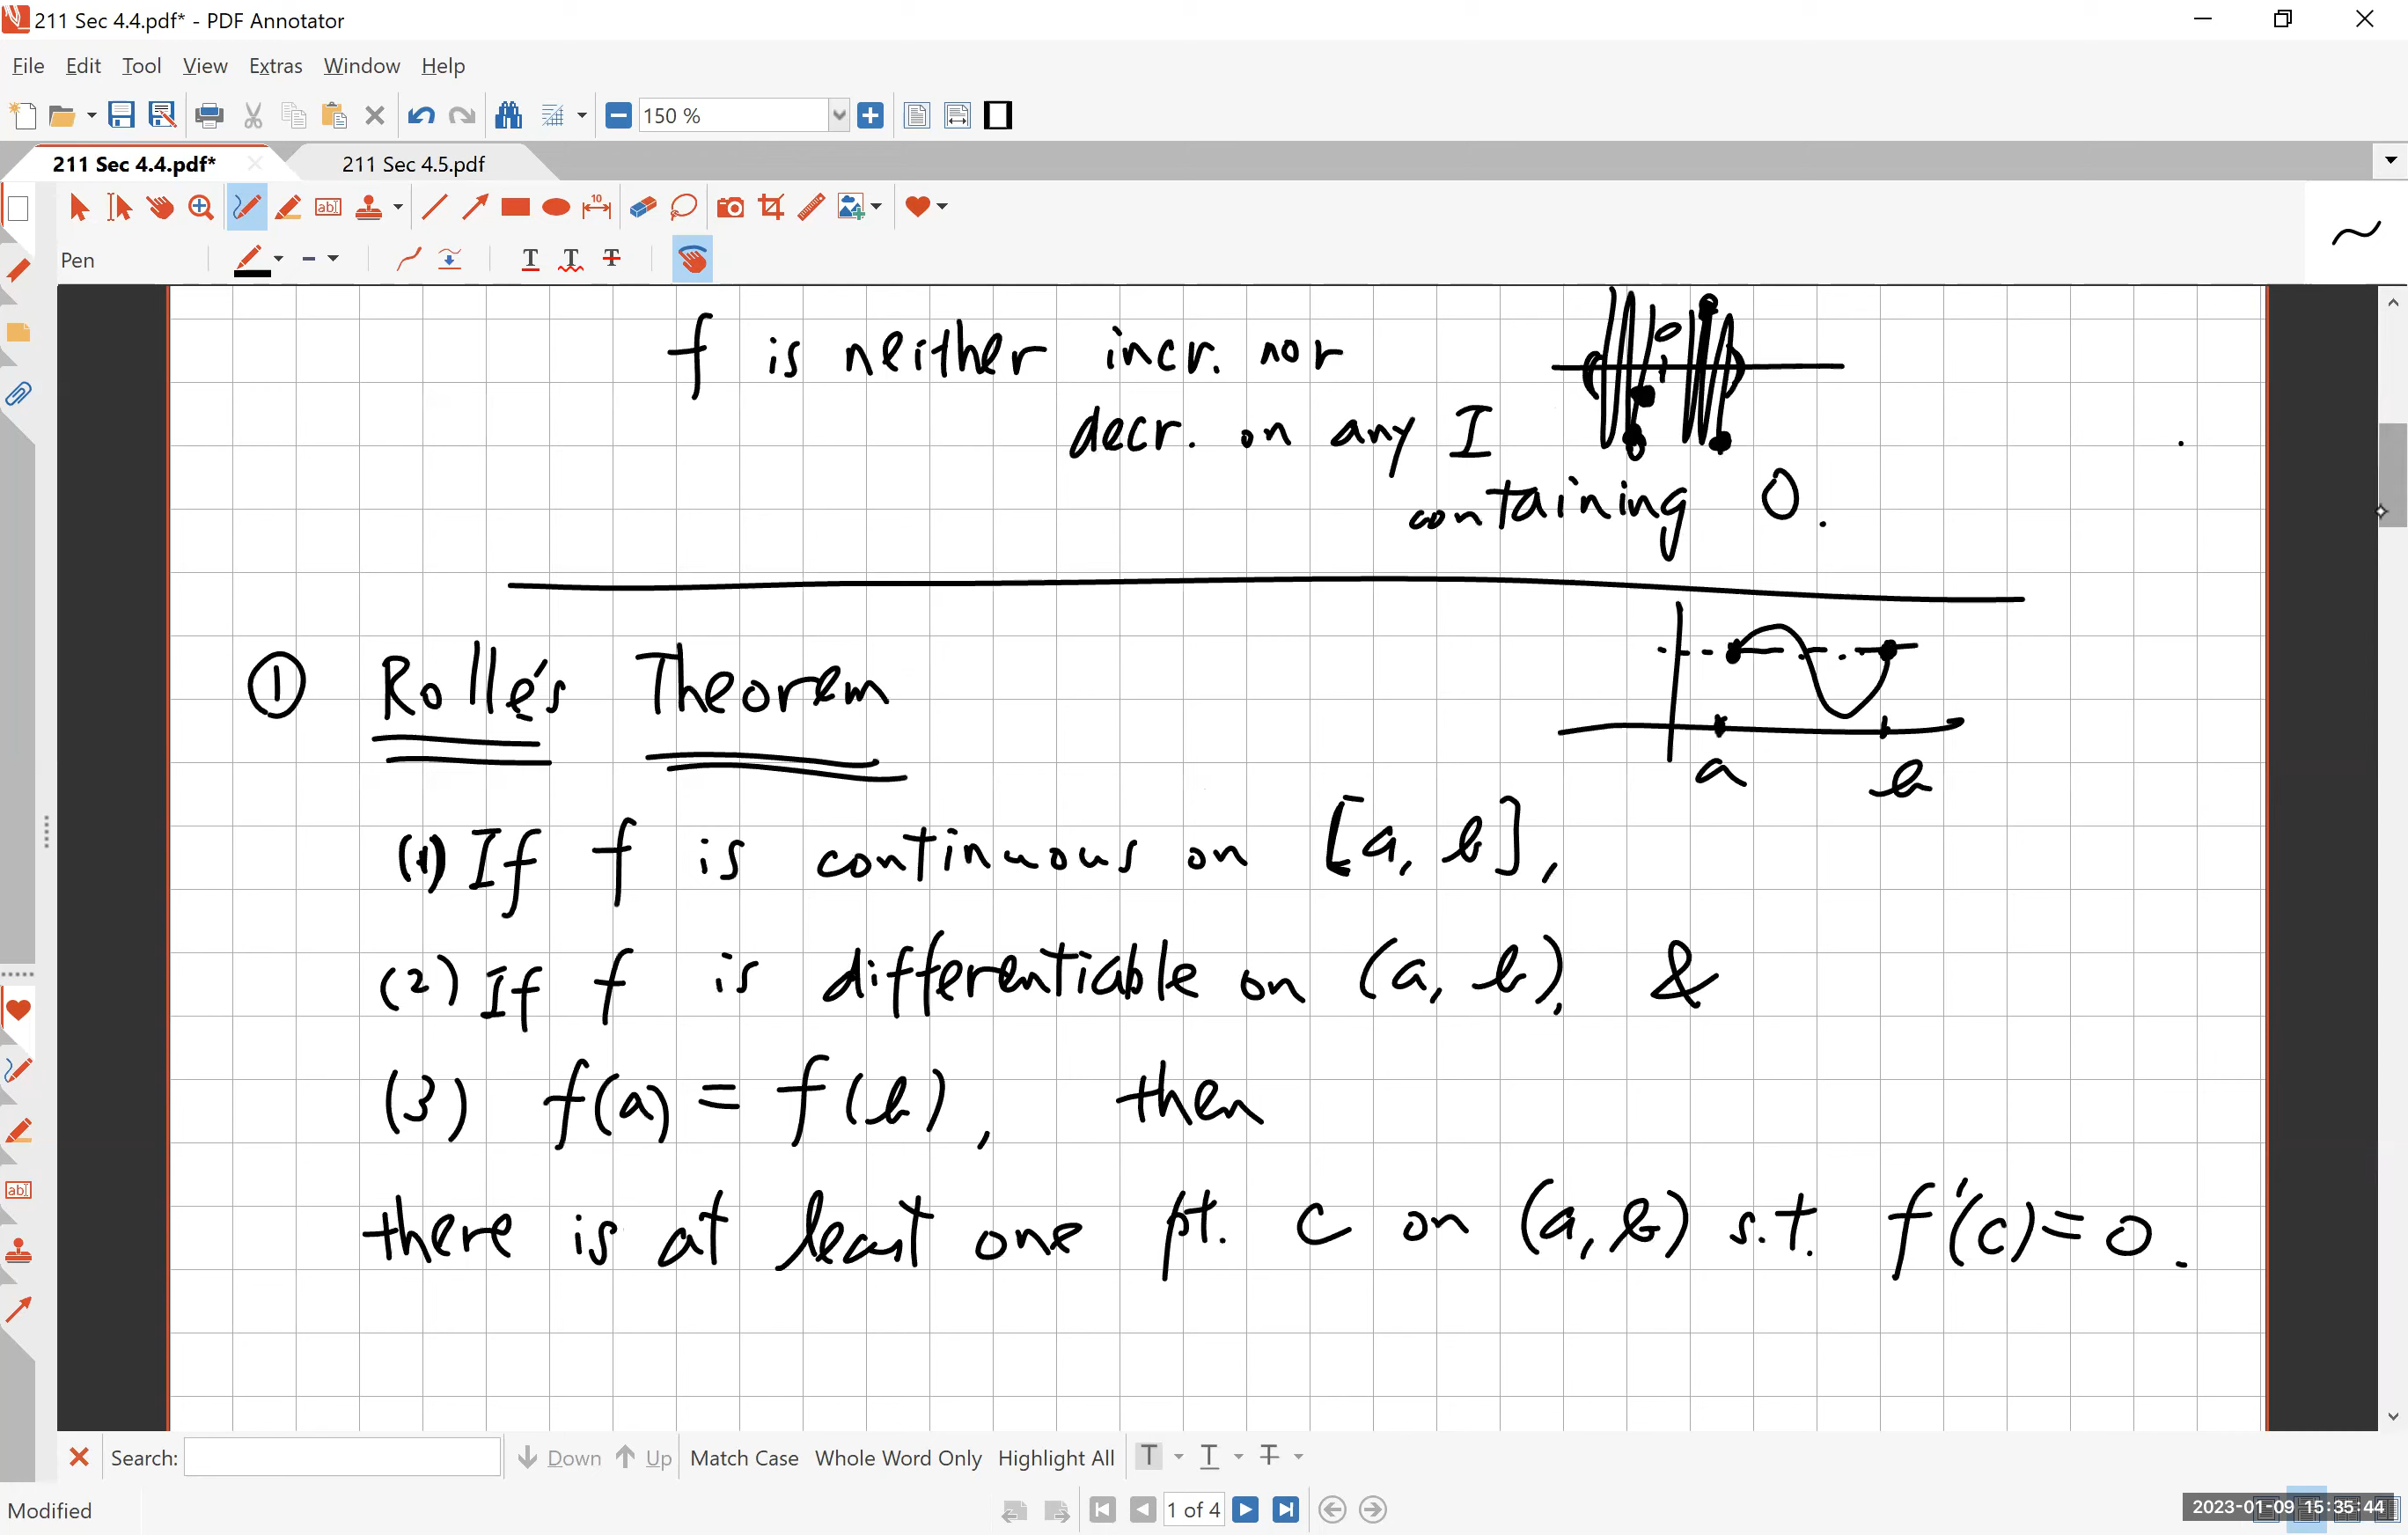 211 Sec 4.4.pdf* - PDF Annotator
File Edit Tool View Extras Window Help
150 %
211 Sec 4.4.pdf* 211 Sec 4.5.pdf
Pen
f is neither incr. nor
decr. on any I
containing 0.
① Rolle's Theorem
a b
(1) If f is continuous on [a, b],
(2) If f is differentiable on (a, b), &
(3) f(a) = f(b), then
there is at least one pt. c on (a, b) s.t. f'(c) = 0.
Search: Down Up Match Case Whole Word Only Highlight All
Modified
1 of 4
2023-01-09 15:35:44